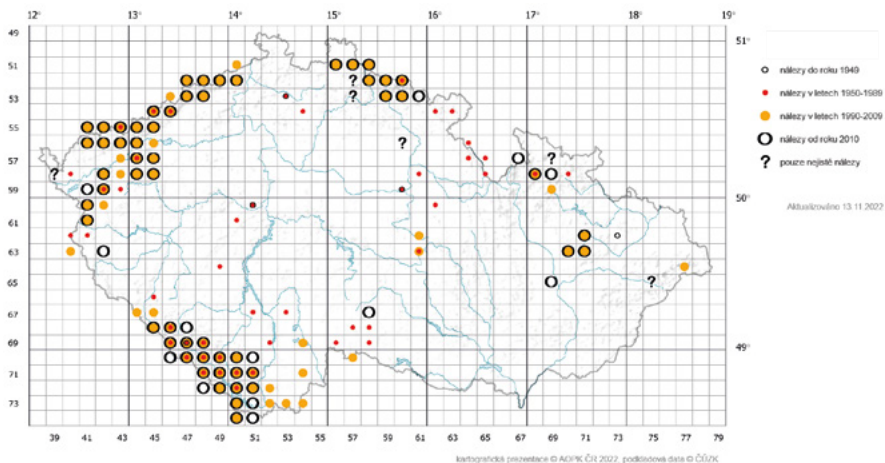 12° 13° 14° 15° 16° 17° 18° 19°
49
51°
51
53
55
57
59
50°
61
63
65
67
69
49°
71
73
39 41 43 45 47 49 51 53 55 57 59 61 63 65 67 69 71 73 75 77 79
? ? ? ? ? ? ?
nálezy do roku 1949
nálezy v letech 1950-1989
nálezy v letech 1990-2009
nálezy od roku 2010
? pouze nejisté nálezy
Aktualizováno 13.11.2022
kartografická prezentace © AOPK ČR 2022, podkladová data © ČÚZK